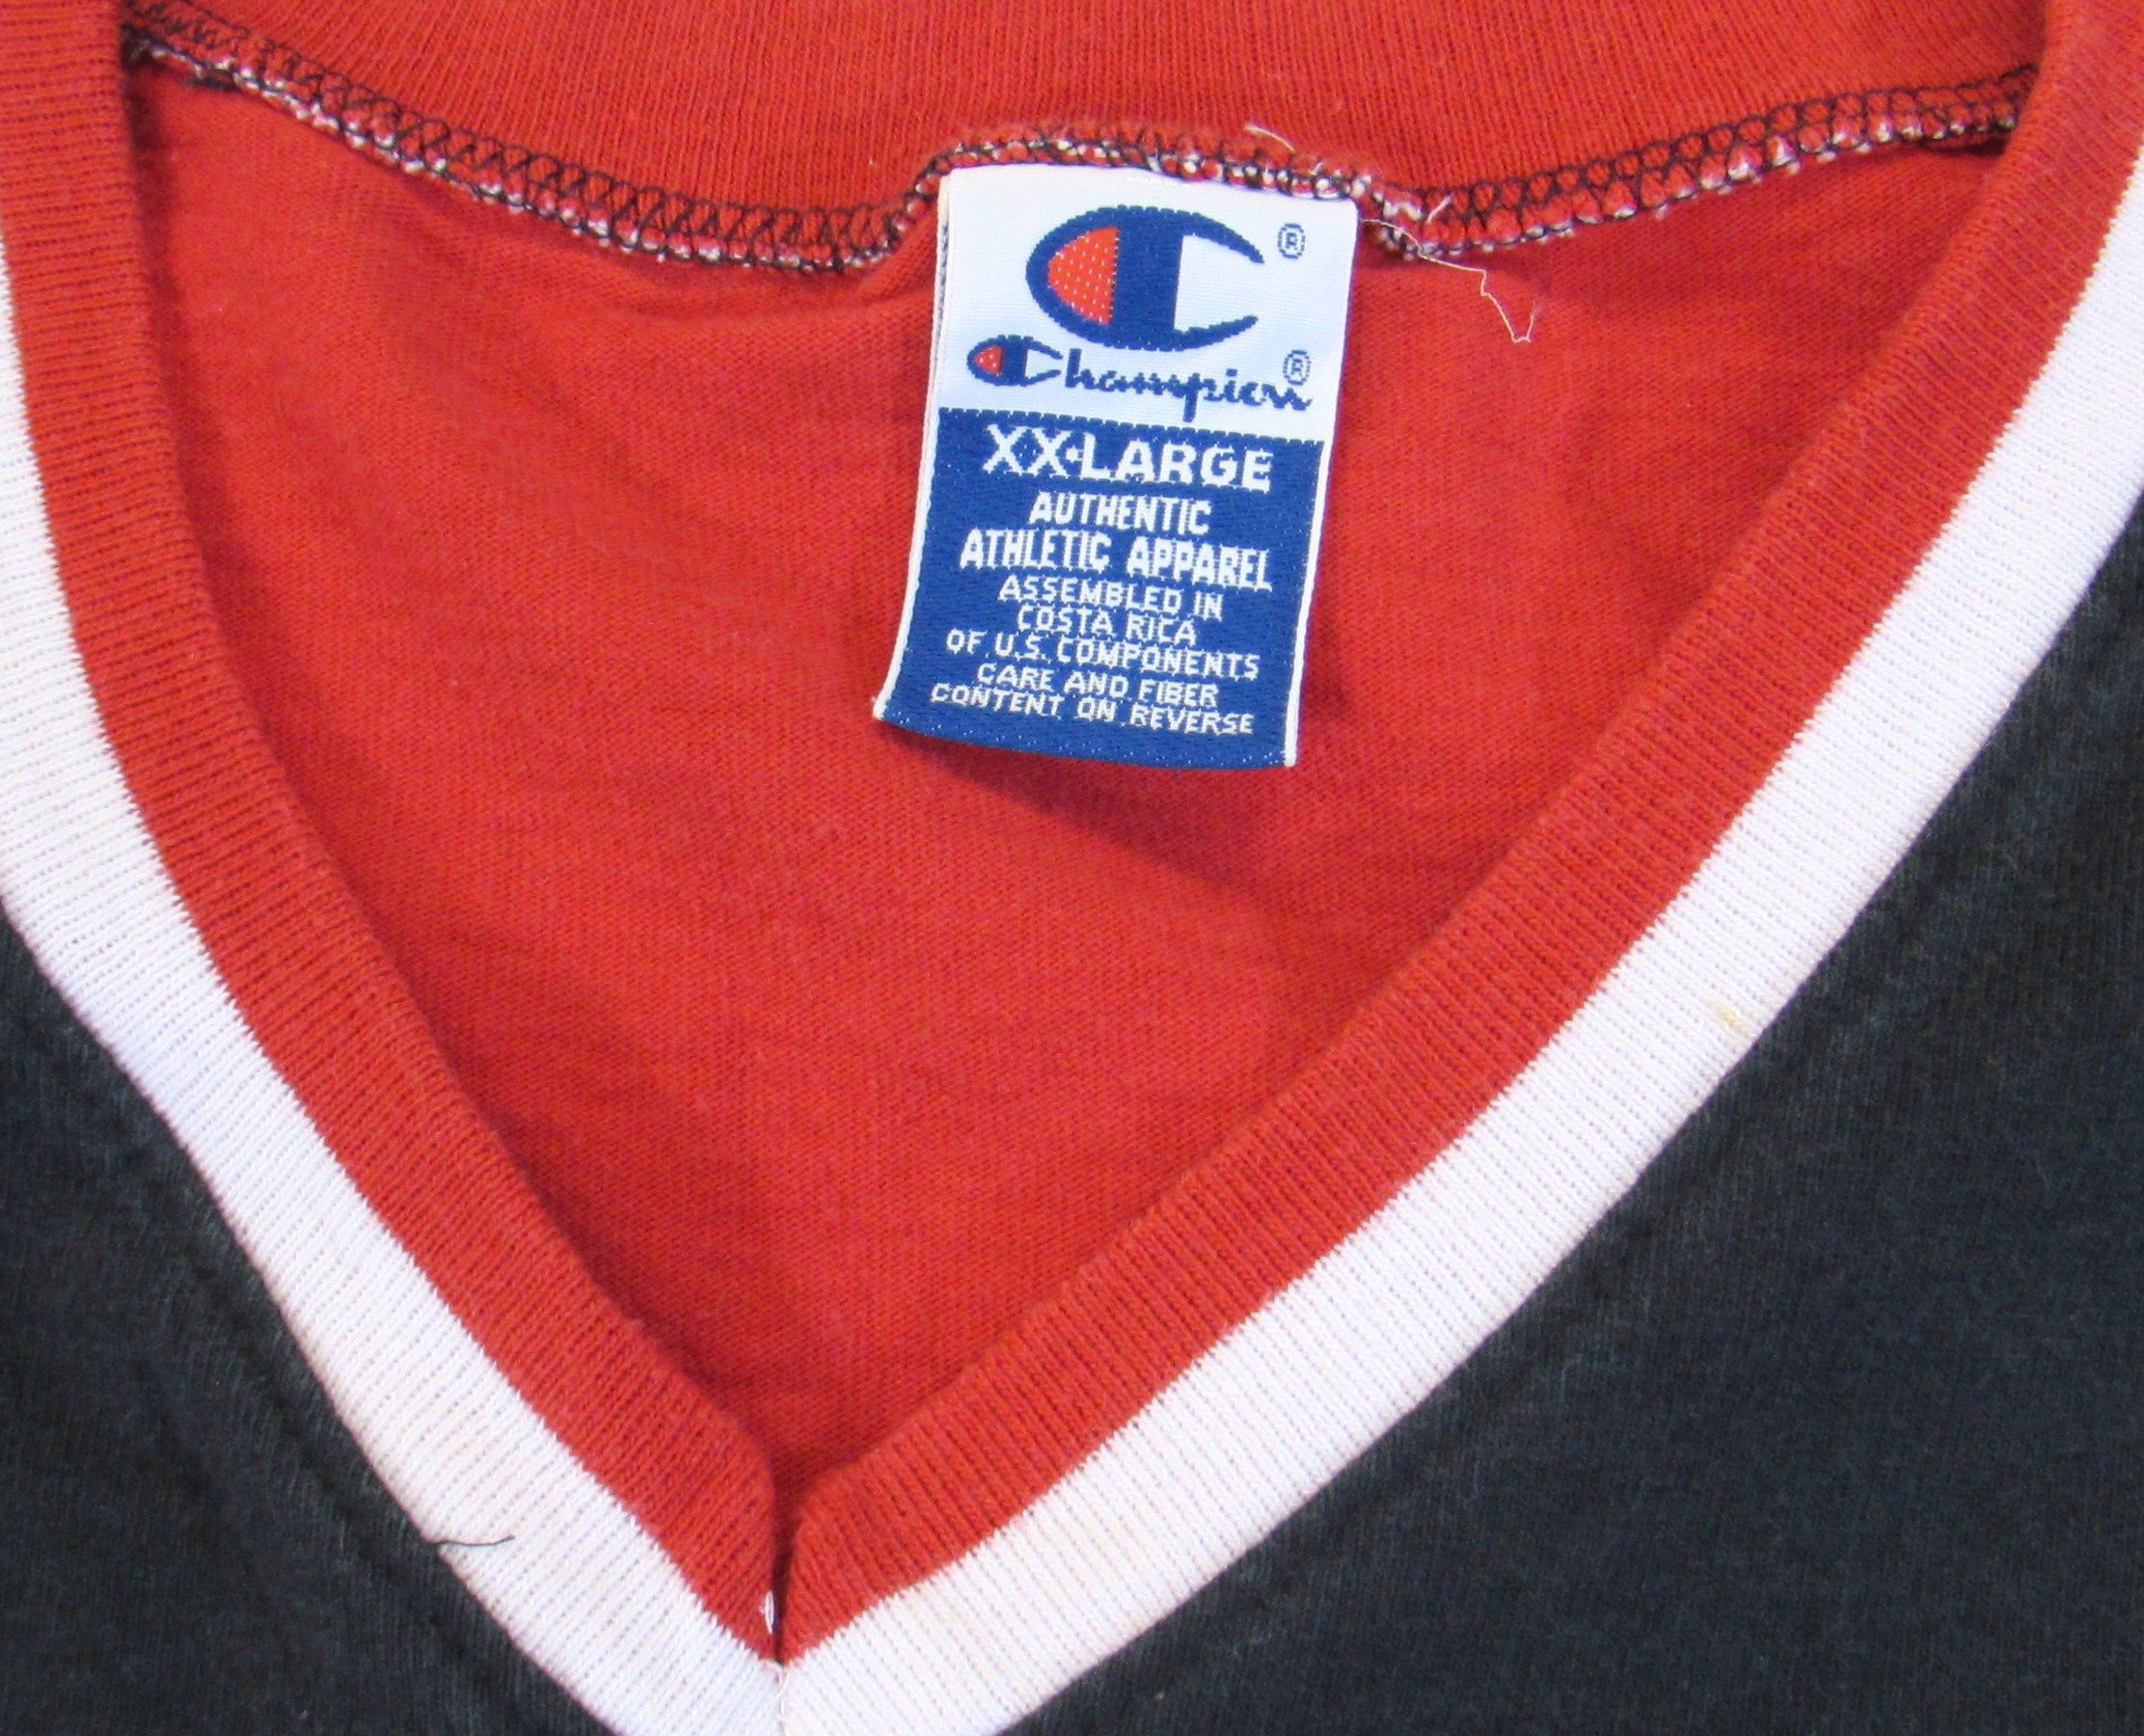 ®
Champion®
XX-LARGE
AUTHENTIC
ATHLETIC APPAREL
ASSEMBLED IN
COSTA RICA
OF U.S. COMPONENTS
CARE AND FIBER
CONTENT ON REVERSE